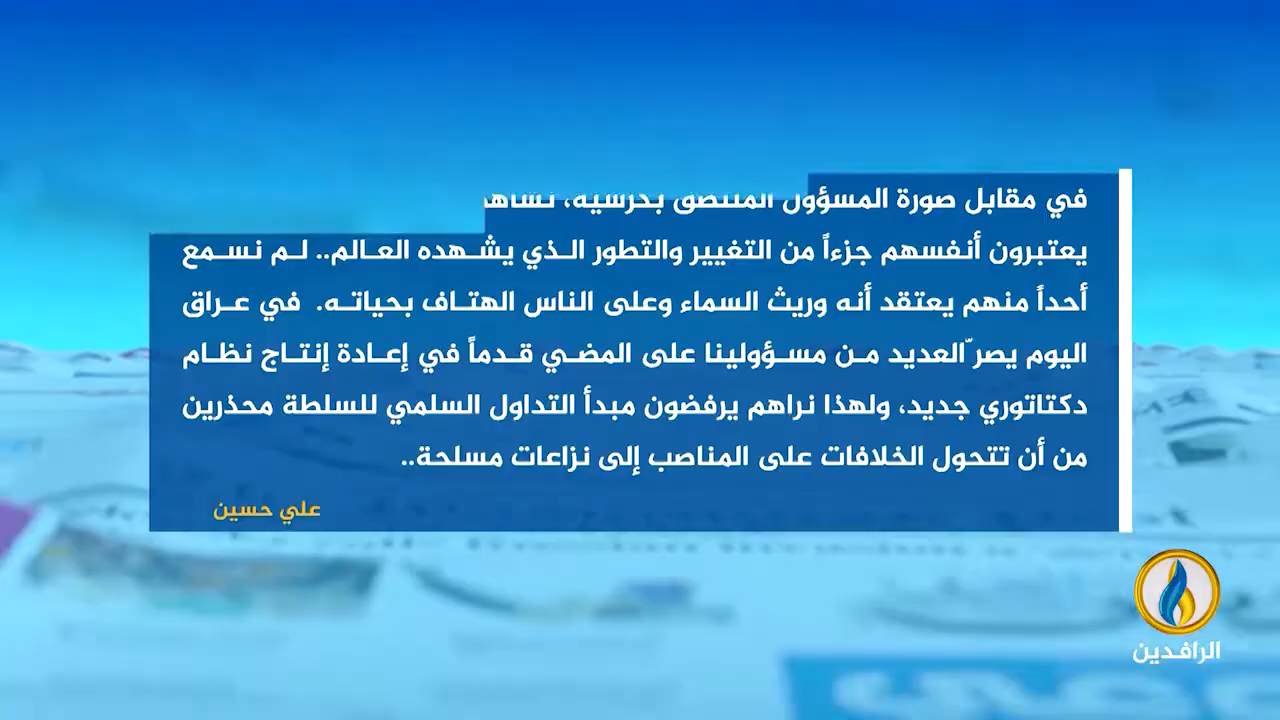 في مقابل صورة المسؤول الملتصق بكرسيه، نشاهد
يعتبرون أنفسهم جزءاً من التغيير والتطور الذي يشهده العالم.. لم نسمع
أحداً منهم يعتقد أنه وريث السماء وعلى الناس الهتاف بحياته. في عراق
اليوم يصرّ العديد من مسؤولينا على المضي قدماً في إعادة إنتاج نظام
دكتاتوري جديد، ولهذا نراهم يرفضون مبدأ التداول السلمي للسلطة محذرين
من أن تتحول الخلافات على المناصب إلى نزاعات مسلحة..
علي حسين
الرافدين